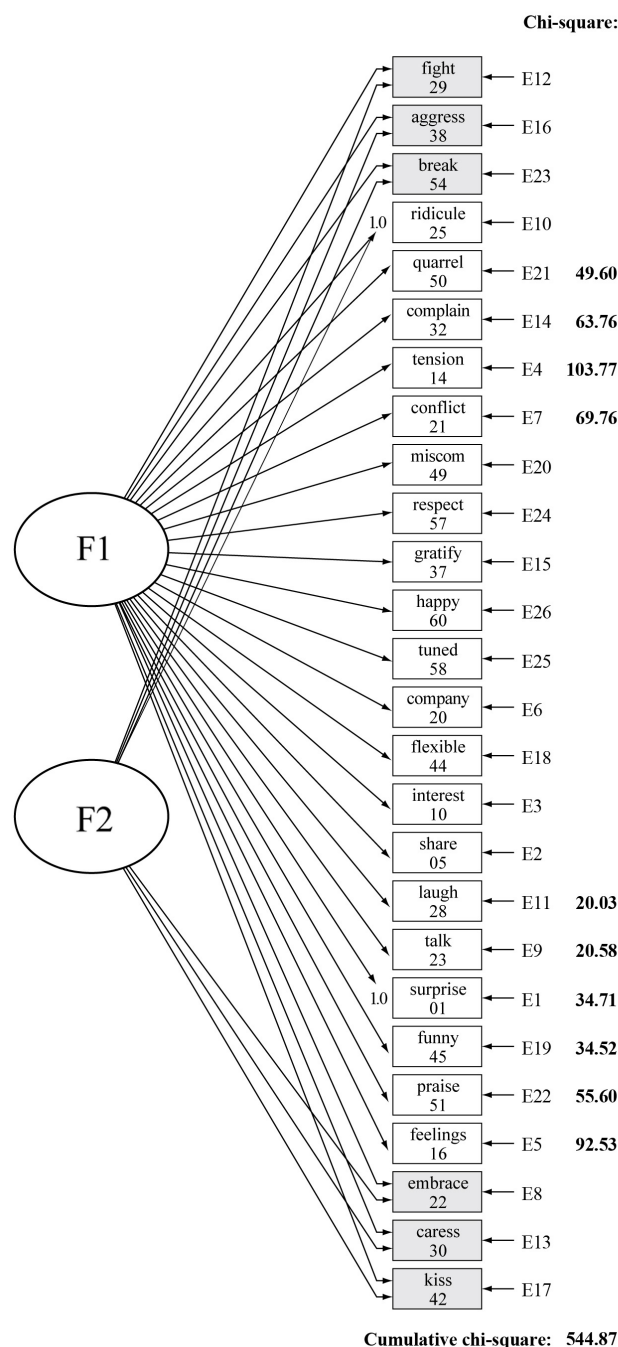 Chi-square:
fight
29
E12
aggress
38
E16
break
54
E23
1.0
ridicule
25
E10
quarrel
50
E21 49.60
complain
32
E14 63.76
tension
14
E4 103.77
conflict
21
E7 69.76
miscom
49
E20
respect
57
E24
F1
gratify
37
E15
happy
60
E26
tuned
58
E25
company
20
E6
flexible
44
E18
interest
10
E3
F2
share
05
E2
laugh
28
E11 20.03
talk
23
E9 20.58
1.0
surprise
01
E1 34.71
funny
45
E19 34.52
praise
51
E22 55.60
feelings
16
E5 92.53
embrace
22
E8
caress
30
E13
kiss
42
E17
Cumulative chi-square: 544.87